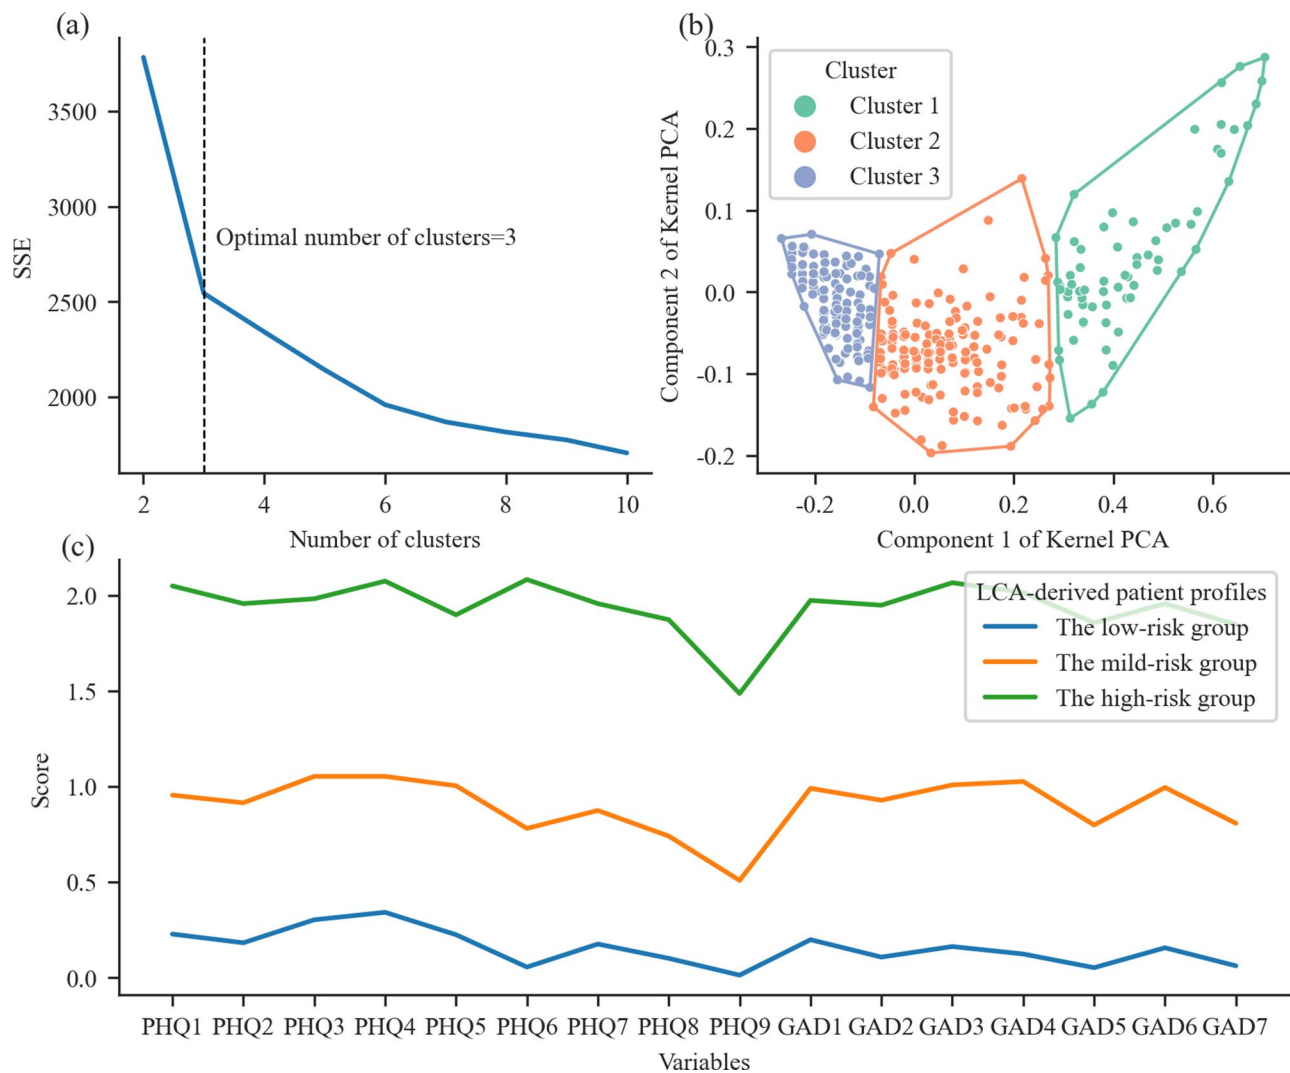 (a)
3500
3000
2500
2000
SSE
Optimal number of clusters=3
2 4 6 8 10
Number of clusters
(b)
0.3
0.2
0.1
0.0
-0.1
-0.2
Component 2 of Kernel PCA
Cluster
Cluster 1
Cluster 2
Cluster 3
-0.2 0.0 0.2 0.4 0.6
Component 1 of Kernel PCA
(c)
2.0
1.5
1.0
0.5
0.0
Score
LCA-derived patient profiles
The low-risk group
The mild-risk group
The high-risk group
PHQ1 PHQ2 PHQ3 PHQ4 PHQ5 PHQ6 PHQ7 PHQ8 PHQ9 GAD1 GAD2 GAD3 GAD4 GAD5 GAD6 GAD7
Variables